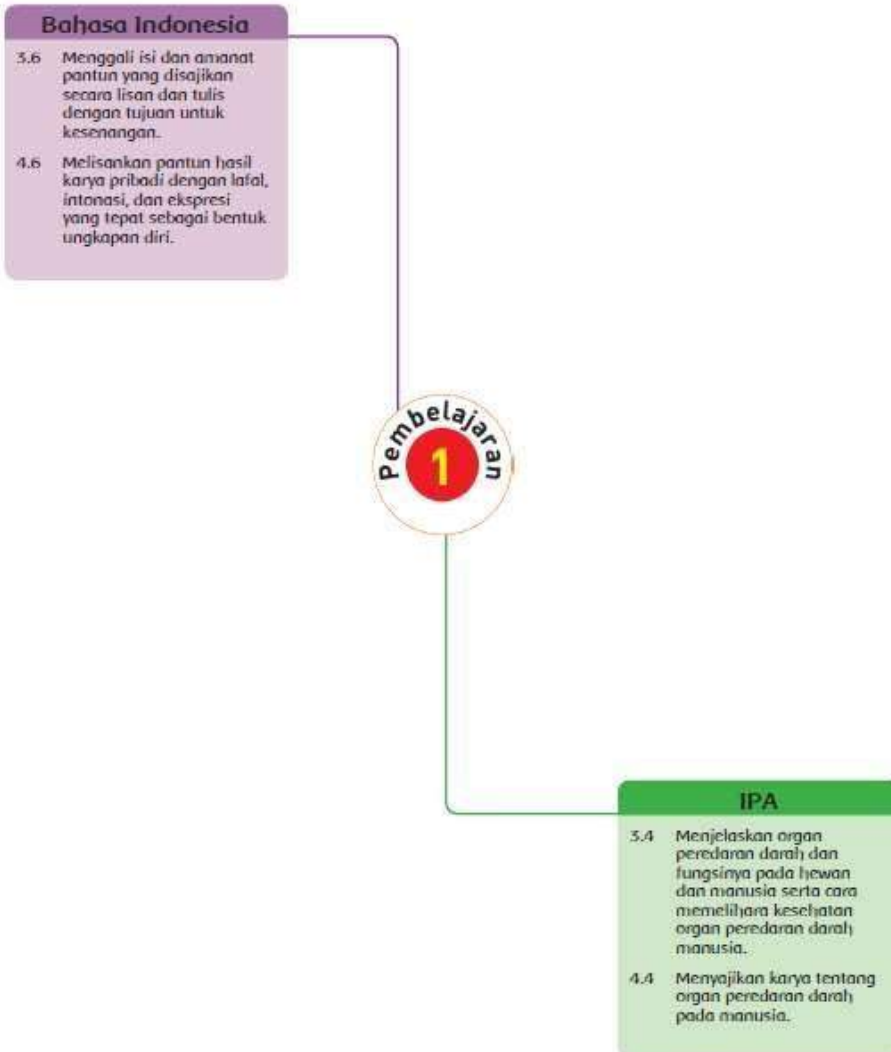 Bahasa Indonesia
3.6 Menggali isi dan amanat
pantun yang disajikan
secara lisan dan tulis
dengan tujuan untuk
kesenangan.
4.6 Melisankan pantun hasil
karya pribadi dengan lafal,
intonasi, dan ekspresi
yang tepat sebagai bentuk
ungkapan diri.
Pembelajaran
1
IPA
3.4 Menjelaskan organ
peredaran darah dan
fungsinya pada hewan
dan manusia serta cara
memelihara kesehatan
organ peredaran darah
manusia.
4.4 Menyajikan karya tentang
organ peredaran darah
pada manusia.